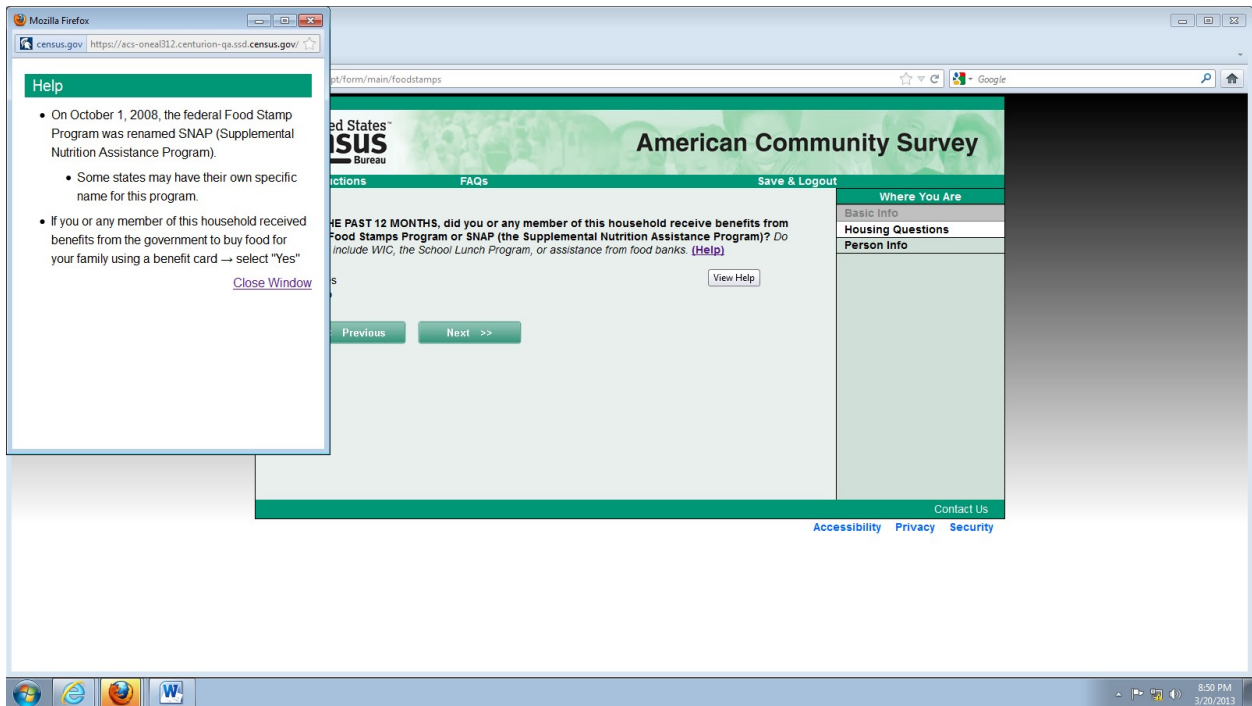 Mozilla Firefox
census.gov https://acs-oneal312.centurion-qa.ssd.census.gov/
Help
• On October 1, 2008, the federal Food Stamp
Program was renamed SNAP (Supplemental
Nutrition Assistance Program).
• Some states may have their own specific
name for this program.
• If you or any member of this household received
benefits from the government to buy food for
your family using a benefit card → select "Yes"
Close Window
pt/form/main/foodstamps
Google
ed States™
sus
Bureau
American Community Survey
ctions FAQs Save & Logout
HE PAST 12 MONTHS, did you or any member of this household receive benefits from
Food Stamps Program or SNAP (the Supplemental Nutrition Assistance Program)? Do
include WIC, the School Lunch Program, or assistance from food banks. (Help)
s
View Help
Previous Next >>
Where You Are
Basic Info
Housing Questions
Person Info
Contact Us
Accessibility Privacy Security
8:50 PM
3/20/2013